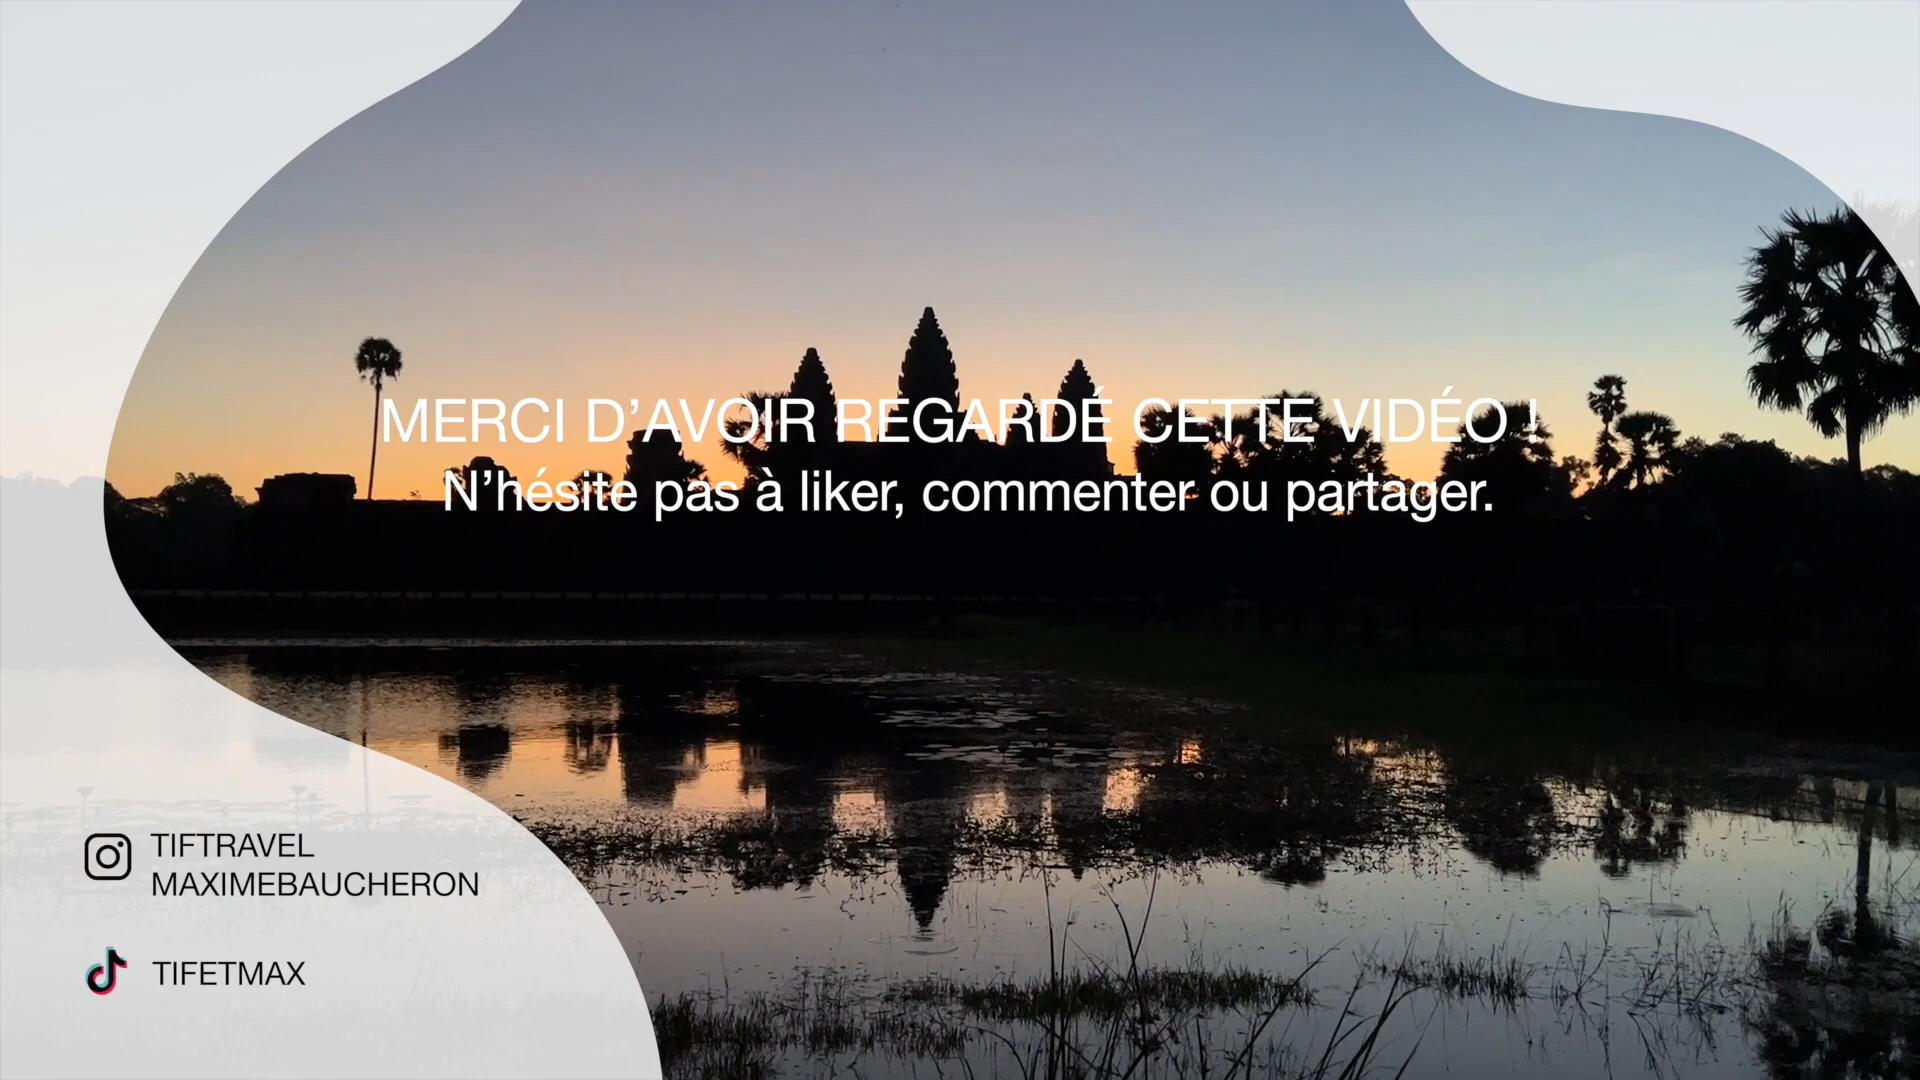 MERCI D’AVOIR REGARDÉ CETTE VIDÉO !
N’hésite pas à liker, commenter ou partager.
TIFTRAVEL
MAXIMEBAUCHERON
TIFETMAX